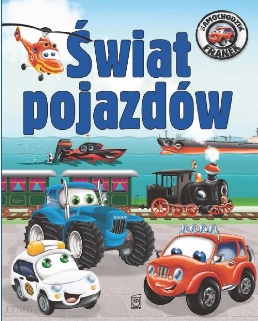 Świat
pojazdów
SAMOCHODZIK
FRANEK